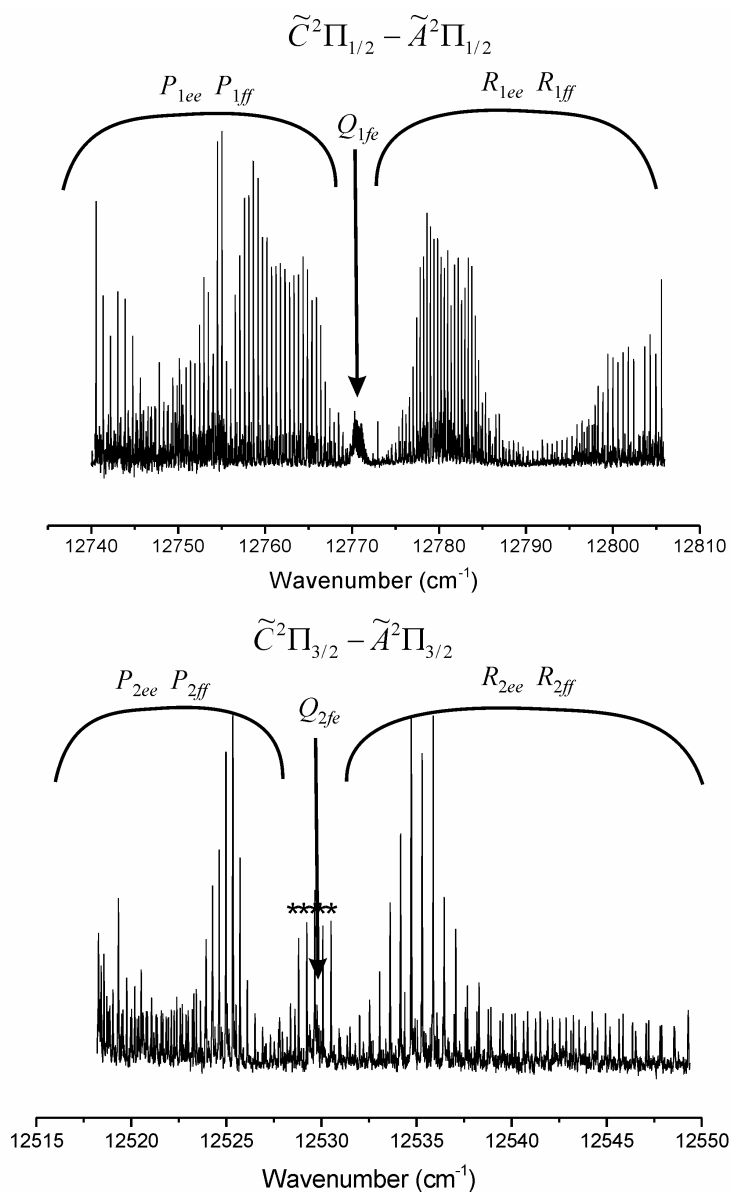 C̃²Π₁/₂ – Ã²Π₁/₂
P₁ee P₁ff
R₁ee R₁ff
Q₁fe
12740 12750 12760 12770 12780 12790 12800 12810
Wavenumber (cm⁻¹)
C̃²Π₃/₂ – Ã²Π₃/₂
P₂ee P₂ff
R₂ee R₂ff
Q₂fe
*****
12515 12520 12525 12530 12535 12540 12545 12550
Wavenumber (cm⁻¹)